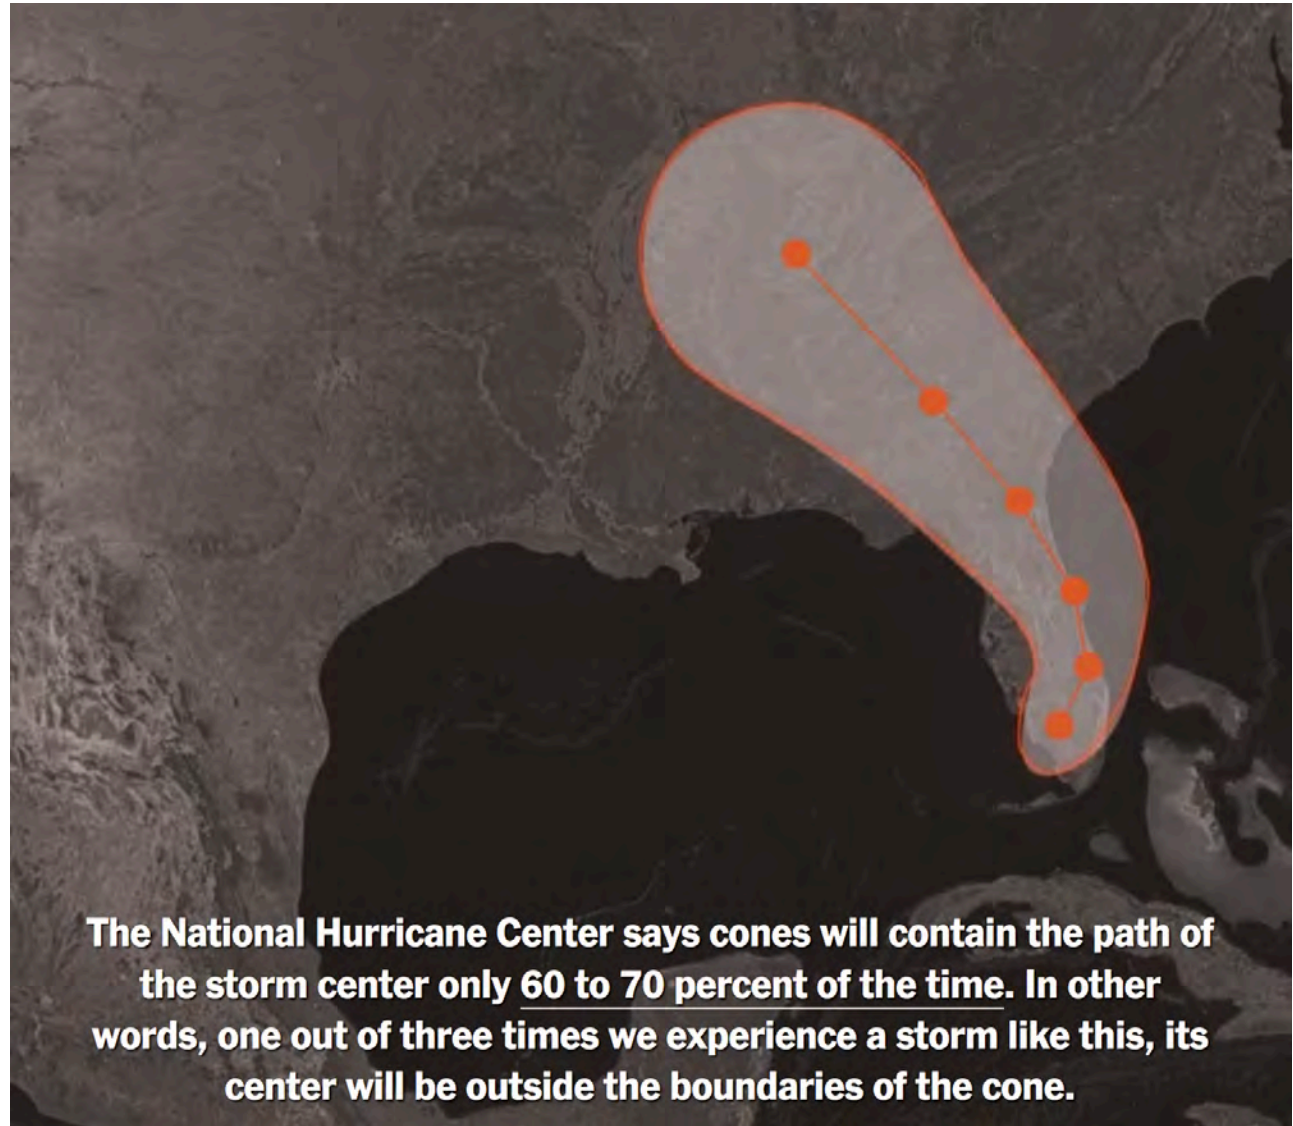 The National Hurricane Center says cones will contain the path of
the storm center only 60 to 70 percent of the time. In other
words, one out of three times we experience a storm like this, its
center will be outside the boundaries of the cone.